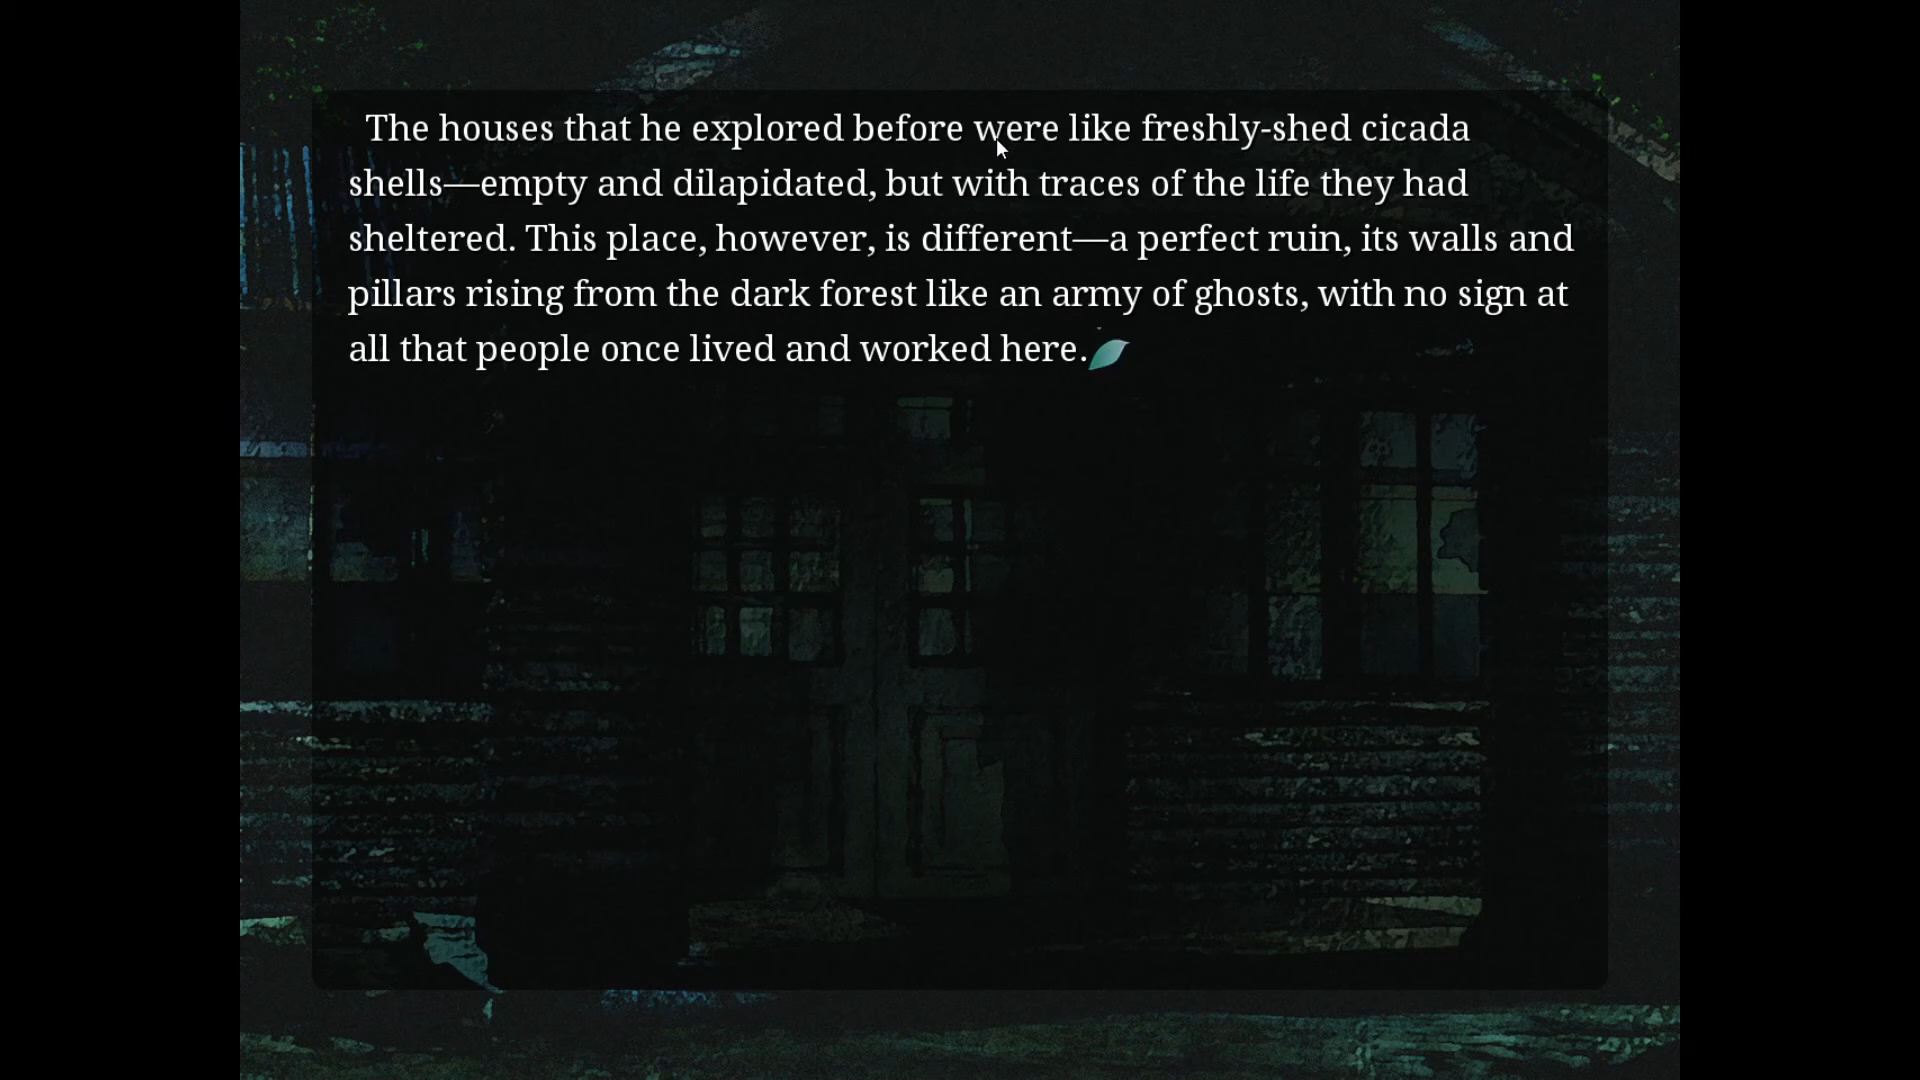 The houses that he explored before were like freshly-shed cicada
shells—empty and dilapidated, but with traces of the life they had
sheltered. This place, however, is different—a perfect ruin, its walls and
pillars rising from the dark forest like an army of ghosts, with no sign at
all that people once lived and worked here.